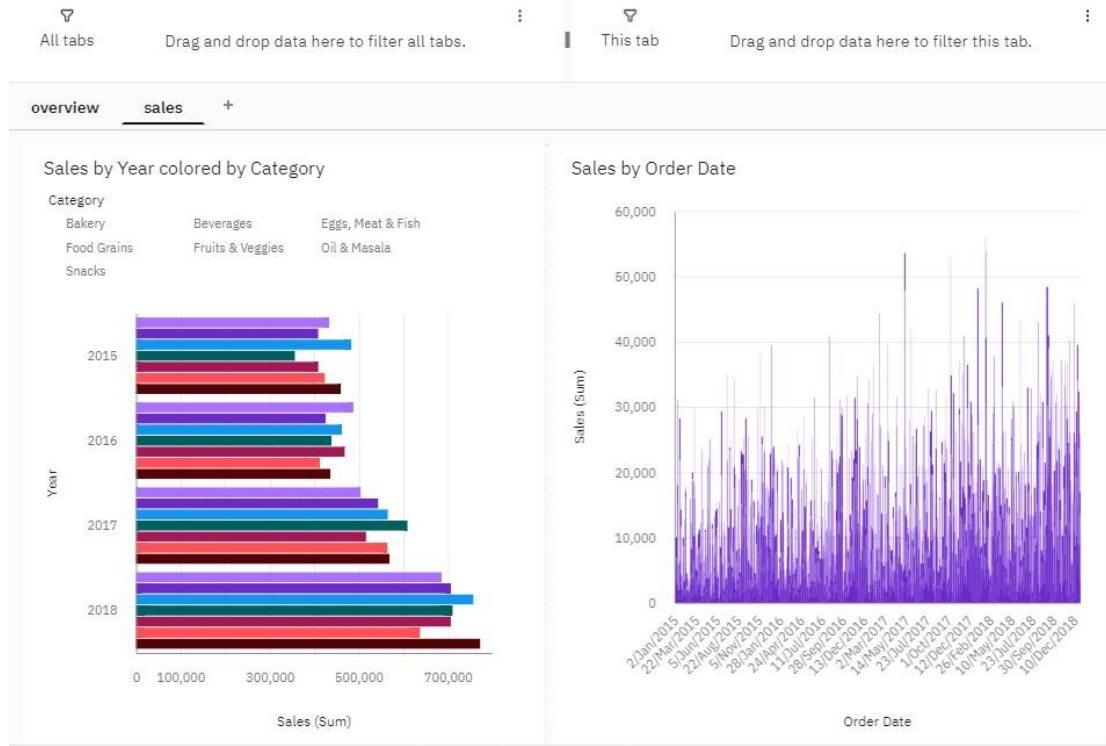 All tabs
Drag and drop data here to filter all tabs.
This tab
Drag and drop data here to filter this tab.
overview
sales
+
Sales by Year colored by Category
Category
Bakery
Beverages
Eggs, Meat & Fish
Food Grains
Fruits & Veggies
Oil & Masala
Snacks
Year
2015
2016
2017
2018
0
100,000
300,000
500,000
700,000
Sales (Sum)
Sales by Order Date
Sales (Sum)
60,000
50,000
40,000
30,000
20,000
10,000
0
2/Jan/2015
22/Mar/2015
5/Jun/2015
22/Aug/2015
5/Nov/2015
28/Jan/2016
24/Apr/2016
11/Jul/2016
28/Sep/2016
13/Dec/2016
2/Mar/2017
14/May/2017
23/Jul/2017
1/Oct/2017
12/Dec/2017
26/Feb/2018
10/May/2018
23/Jul/2018
30/Sep/2018
10/Dec/2018
Order Date